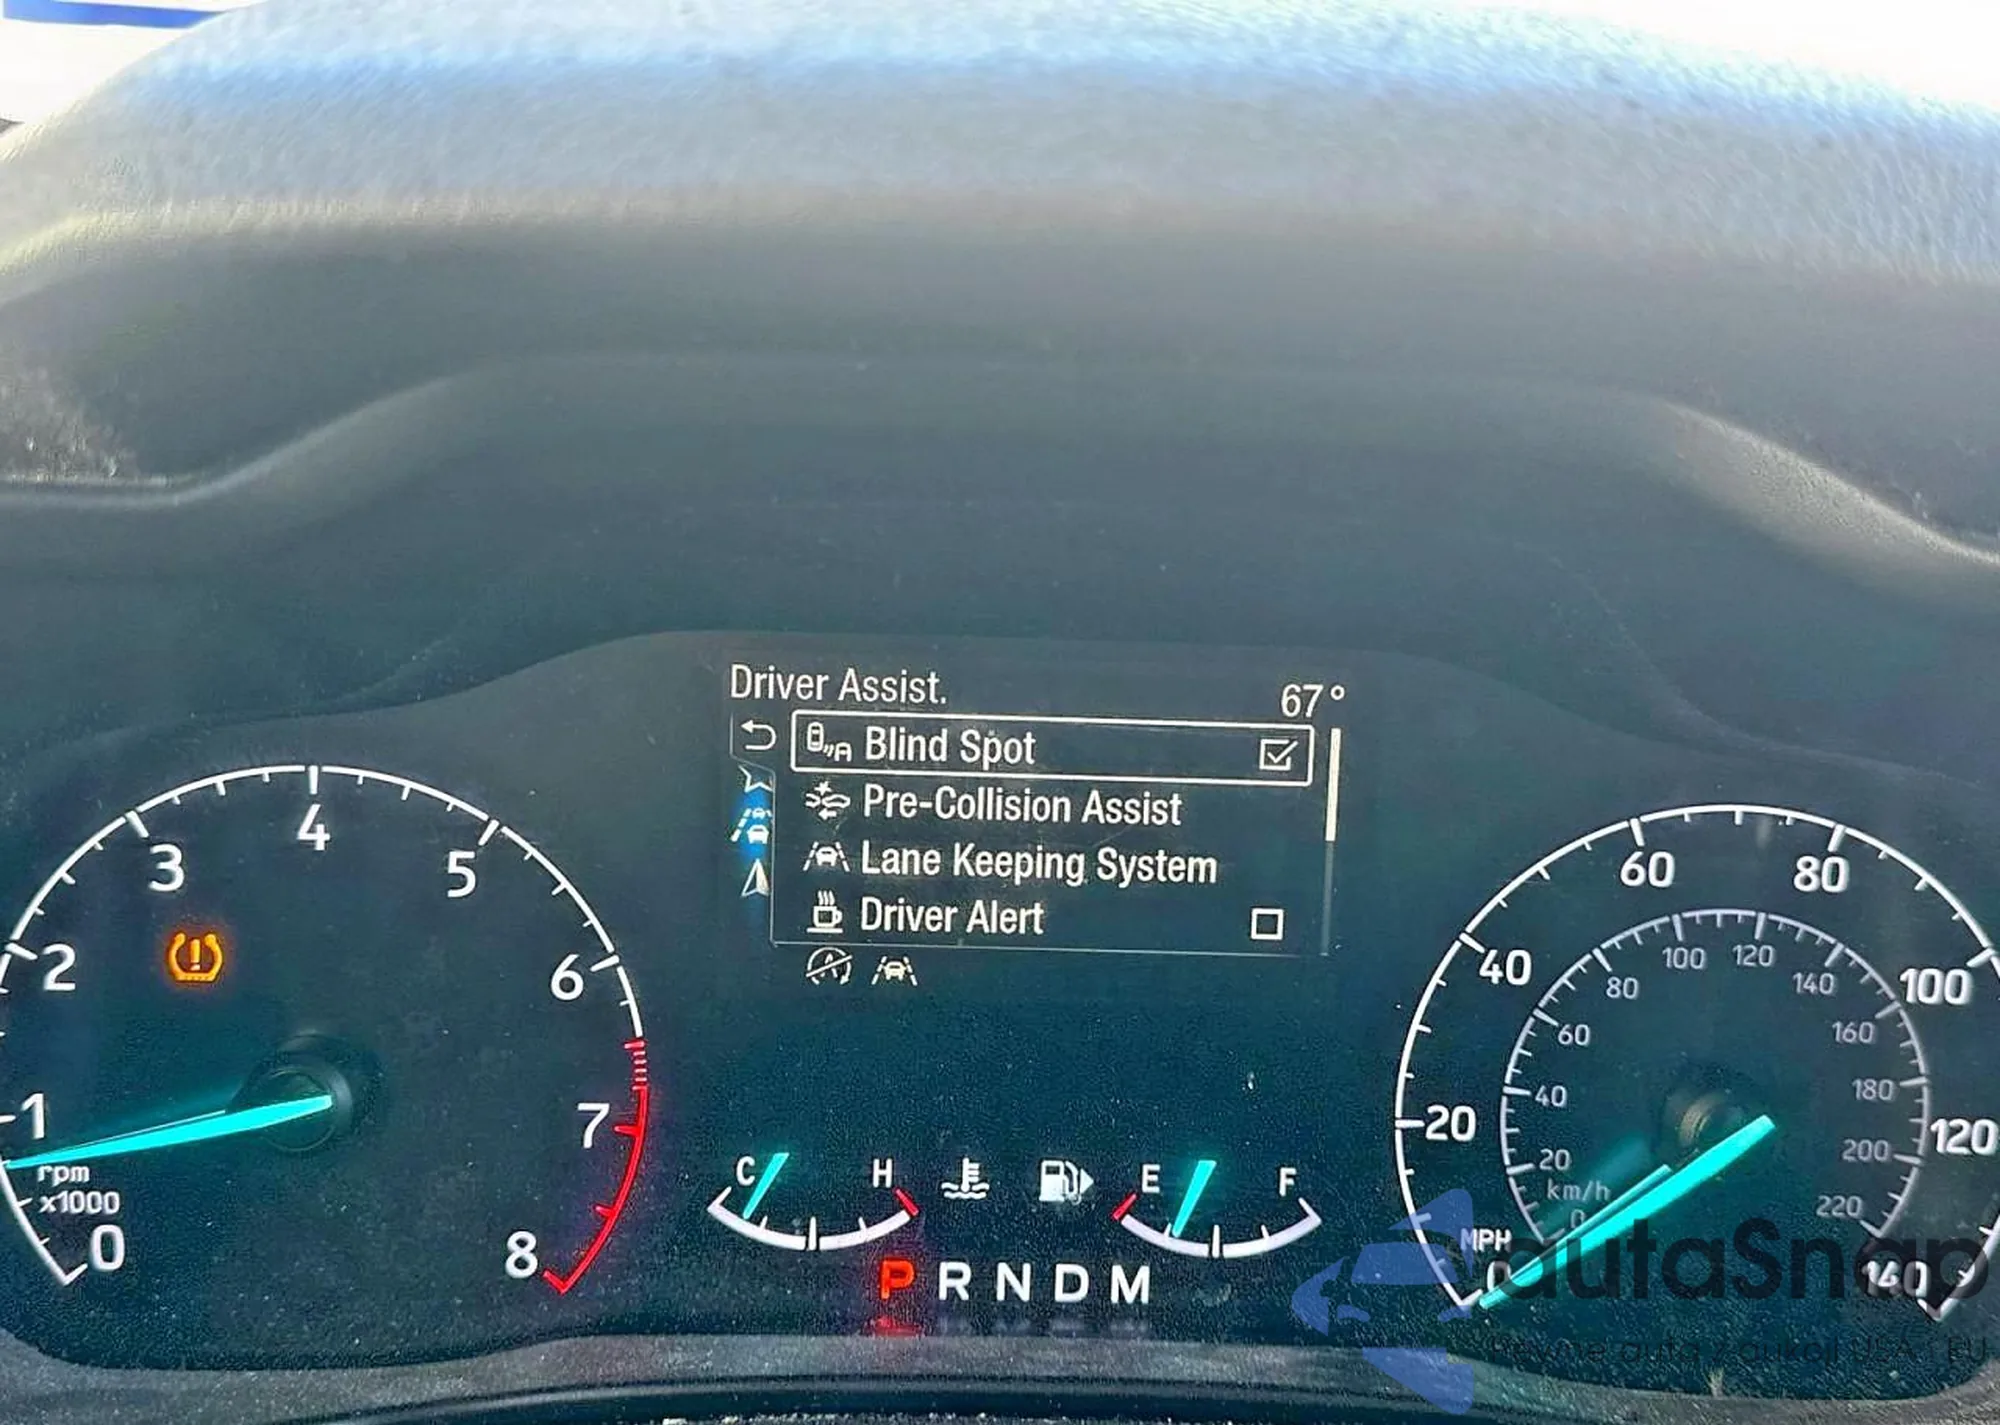 Driver Assist.
67°
Blind Spot
Pre-Collision Assist
Lane Keeping System
Driver Alert
0
1
2
3
4
5
6
7
8
rpm
x1000
C
H
E
F
P R N D M
0
20
40
60
80
100
120
140
MPH
0
20
40
60
80
100
120
140
160
180
200
220
km/h
autaSnap